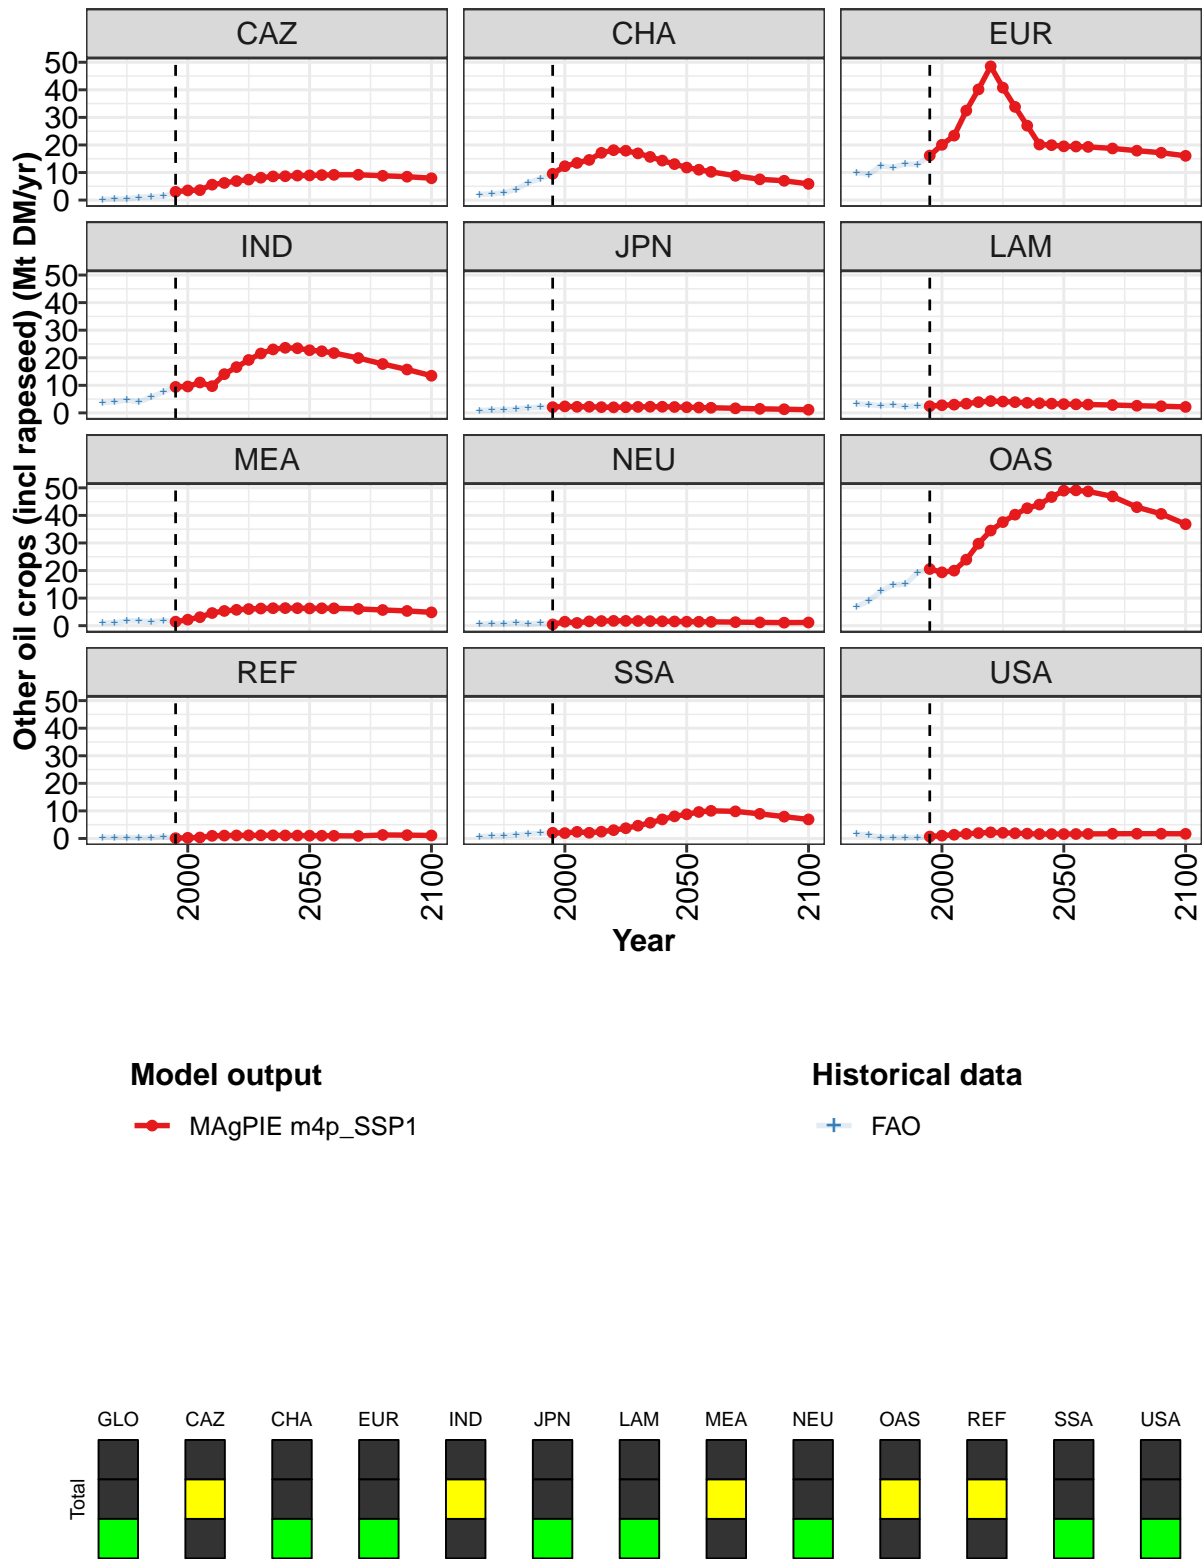 CAZ CHA EUR
50
40
30
20
10
0
IND JPN LAM
50
40
30
20
10
0
MEA NEU OAS
50
40
30
20
10
0
REF SSA USA
50
40
30
20
10
0
Other oil crops (incl rapeseed) (Mt DM/yr)
2000 2050 2100 2000 2050 2100 2000 2050 2100
Year
Model output Historical data
MAgPIE m4p_SSP1 FAO
GLO CAZ CHA EUR IND JPN LAM MEA NEU OAS REF SSA USA
Total